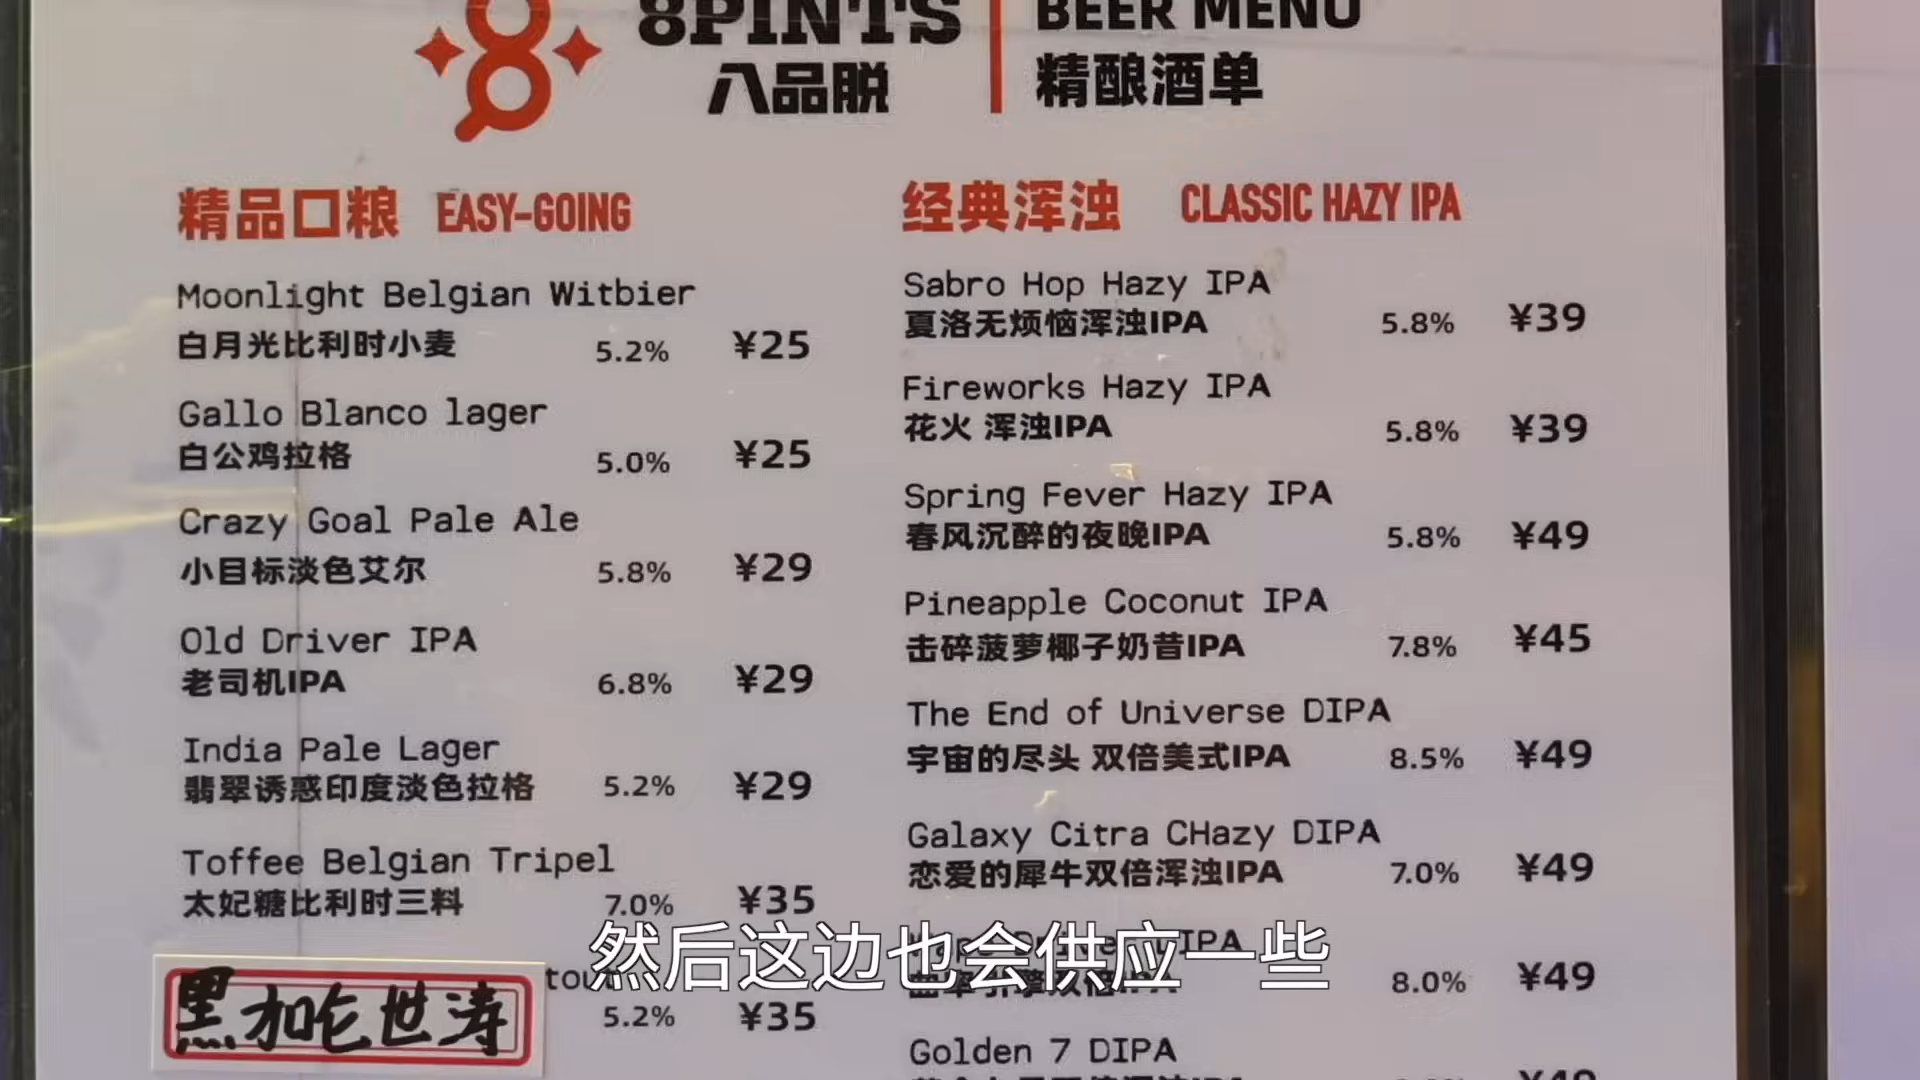 8PINTS
八品脱
BEER MENU
精酿酒单
精品口粮 EASY-GOING
Moonlight Belgian Witbier
白月光比利时小麦 5.2% ¥25
Gallo Blanco lager
白公鸡拉格 5.0% ¥25
Crazy Goal Pale Ale
小目标淡色艾尔 5.8% ¥29
Old Driver IPA
老司机IPA 6.8% ¥29
India Pale Lager
翡翠诱惑印度淡色拉格 5.2% ¥29
Toffee Belgian Tripel
太妃糖比利时三料 7.0% ¥35
黑加仑世涛 5.2% ¥35
经典浑浊 CLASSIC HAZY IPA
Sabro Hop Hazy IPA
夏洛无烦恼浑浊IPA 5.8% ¥39
Fireworks Hazy IPA
花火 浑浊IPA 5.8% ¥39
Spring Fever Hazy IPA
春风沉醉的夜晚IPA 5.8% ¥49
Pineapple Coconut IPA
击碎菠萝椰子奶昔IPA 7.8% ¥45
The End of Universe DIPA
宇宙的尽头 双倍美式IPA 8.5% ¥49
Galaxy Citra CHazy DIPA
恋爱的犀牛双倍浑浊IPA 7.0% ¥49
8.0% ¥49
Golden 7 DIPA
然后这边也会供应一些